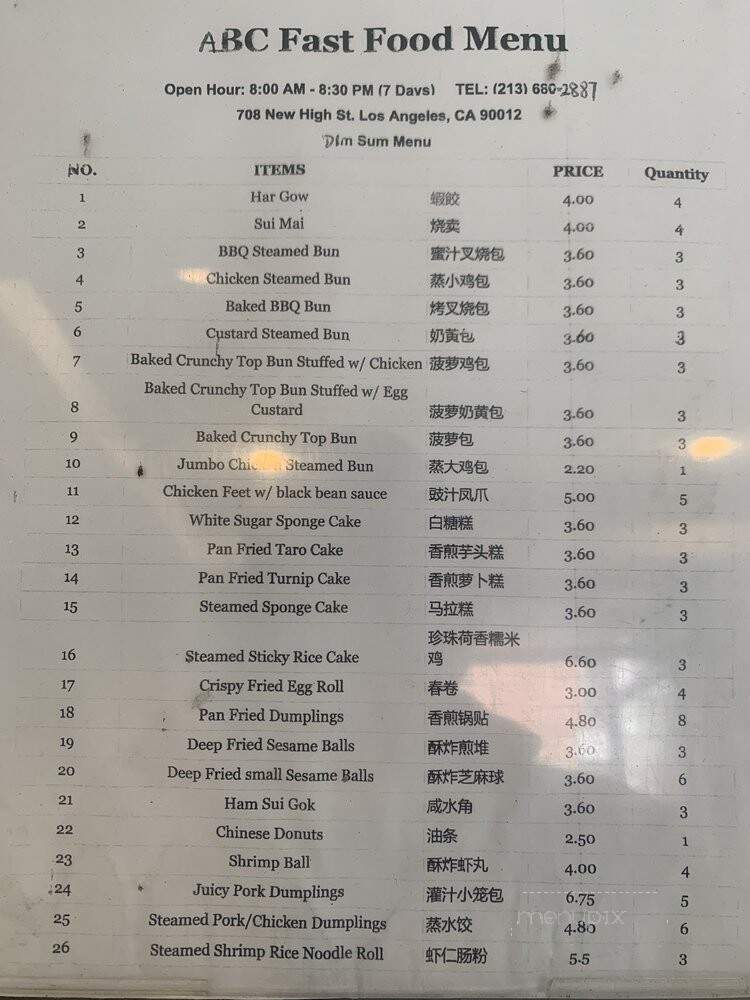 ABC Fast Food Menu
Open Hour: 8:00 AM - 8:30 PM (7 Days) TEL: (213) 680-2887
708 New High St. Los Angeles, CA 90012
Dim Sum Menu
NO. ITEMS PRICE Quantity
1 Har Gow 蝦餃 4.00 4
2 Sui Mai 烧卖 4.00 4
3 BBQ Steamed Bun 蜜汁叉烧包 3.60 3
4 Chicken Steamed Bun 蒸小鸡包 3.60 3
5 Baked BBQ Bun 烤叉烧包 3.60 3
6 Custard Steamed Bun 奶黄包 3.60 3
7 Baked Crunchy Top Bun Stuffed w/ Chicken 菠萝鸡包 3.60 3
Baked Crunchy Top Bun Stuffed w/ Egg
8 Custard 菠萝奶黄包 3.60 3
9 Baked Crunchy Top Bun 菠萝包 3.60 3
10 Jumbo Chicken Steamed Bun 蒸大鸡包 2.20 1
11 Chicken Feet w/ black bean sauce 豉汁凤爪 5.00 5
12 White Sugar Sponge Cake 白糖糕 3.60 3
13 Pan Fried Taro Cake 香煎芋头糕 3.60 3
14 Pan Fried Turnip Cake 香煎萝卜糕 3.60 3
15 Steamed Sponge Cake 马拉糕 3.60 3
珍珠荷香糯米
16 Steamed Sticky Rice Cake 鸡 6.60 3
17 Crispy Fried Egg Roll 春卷 3.00 4
18 Pan Fried Dumplings 香煎锅贴 4.80 8
19 Deep Fried Sesame Balls 酥炸煎堆 3.60 3
20 Deep Fried small Sesame Balls 酥炸芝麻球 3.60 6
21 Ham Sui Gok 咸水角 3.60 3
22 Chinese Donuts 油条 2.50 1
23 Shrimp Ball 酥炸虾丸 4.00 4
24 Juicy Pork Dumplings 灌汁小笼包 6.75 5
menupix
25 Steamed Pork/Chicken Dumplings 蒸水饺 4.80 6
26 Steamed Shrimp Rice Noodle Roll 虾仁肠粉 5.5 3